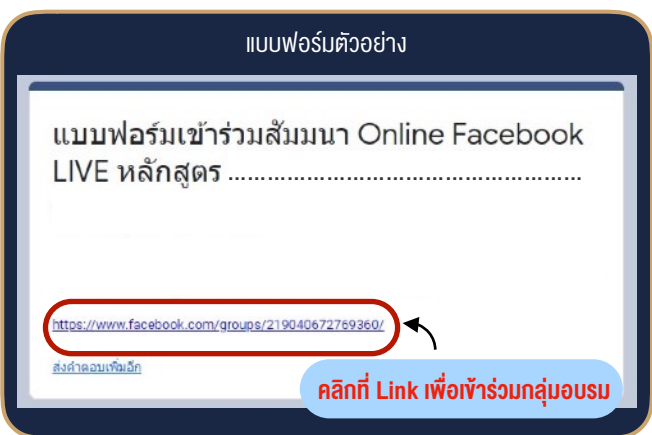 แบบฟอร์มตัวอย่าง
แบบฟอร์มเข้าร่วมสัมมนา Online Facebook
LIVE หลักสูตร ......................................................
https://www.facebook.com/groups/219040672769360/
ส่งคำตอบเพิ่มอีก
คลิกที่ Link เพื่อเข้าร่วมกลุ่มอบรม